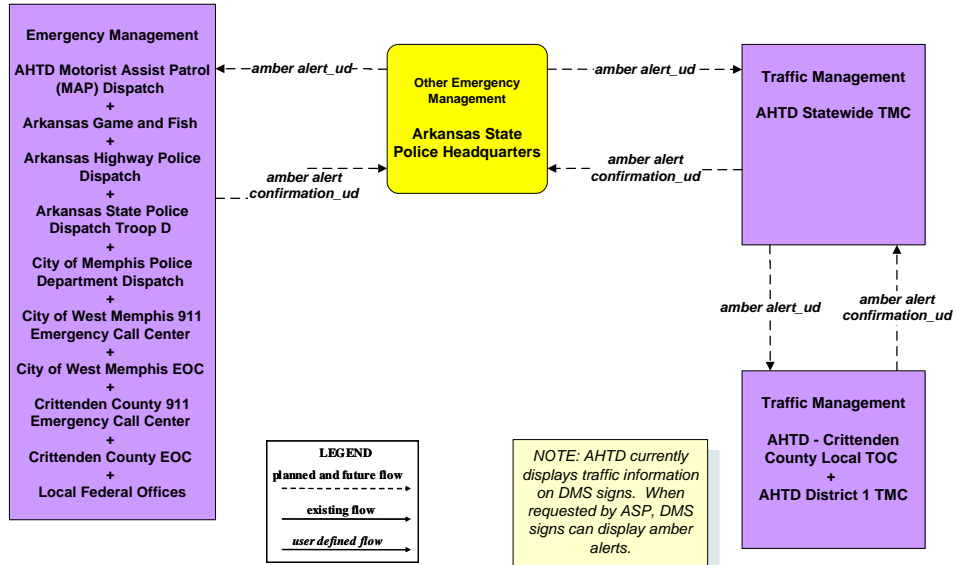 Emergency Management
AHTD Motorist Assist Patrol
(MAP) Dispatch
+
Arkansas Game and Fish
+
Arkansas Highway Police
Dispatch
+
Arkansas State Police
Dispatch Troop D
+
City of Memphis Police
Department Dispatch
+
City of West Memphis 911
Emergency Call Center
+
City of West Memphis EOC
+
Crittenden County 911
Emergency Call Center
+
Crittenden County EOC
+
Local Federal Offices
amber alert_ud
amber alert
confirmation_ud
Other Emergency
Management
Arkansas State
Police Headquarters
amber alert_ud
amber alert
confirmation_ud
Traffic Management
AHTD Statewide TMC
amber alert_ud
amber alert
confirmation_ud
Traffic Management
AHTD - Crittenden
County Local TOC
+
AHTD District 1 TMC
LEGEND
planned and future flow
existing flow
user defined flow
NOTE: AHTD currently
displays traffic information
on DMS signs. When
requested by ASP, DMS
signs can display amber
alerts.